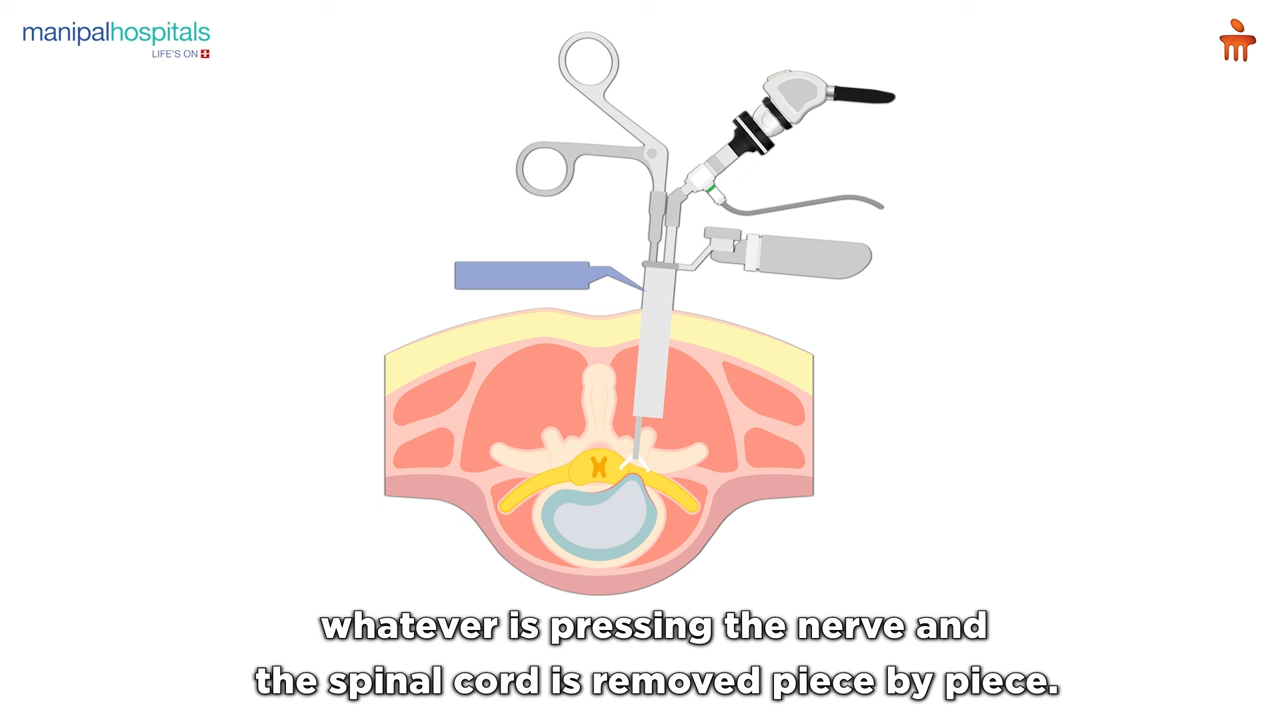 manipalhospitals
LIFE'S ON
whatever is pressing the nerve and
the spinal cord is removed piece by piece.